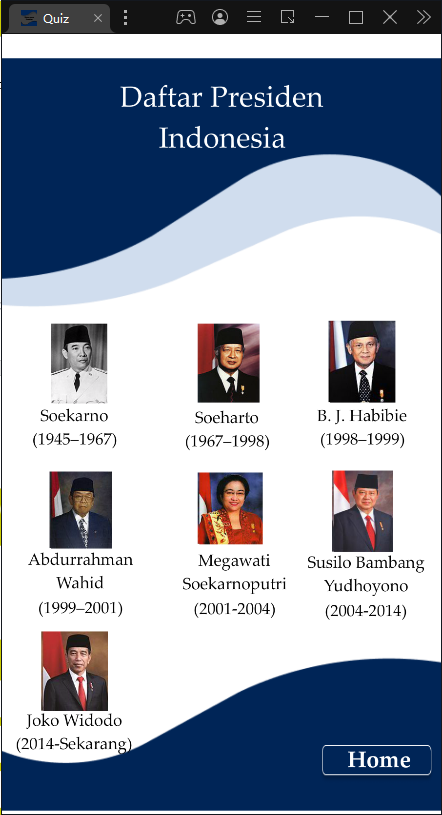 Quiz
Daftar Presiden
Indonesia
Soekarno
(1945–1967)
Soeharto
(1967–1998)
B. J. Habibie
(1998–1999)
Abdurrahman
Wahid
(1999–2001)
Megawati
Soekarnoputri
(2001-2004)
Susilo Bambang
Yudhoyono
(2004-2014)
Joko Widodo
(2014-Sekarang)
Home